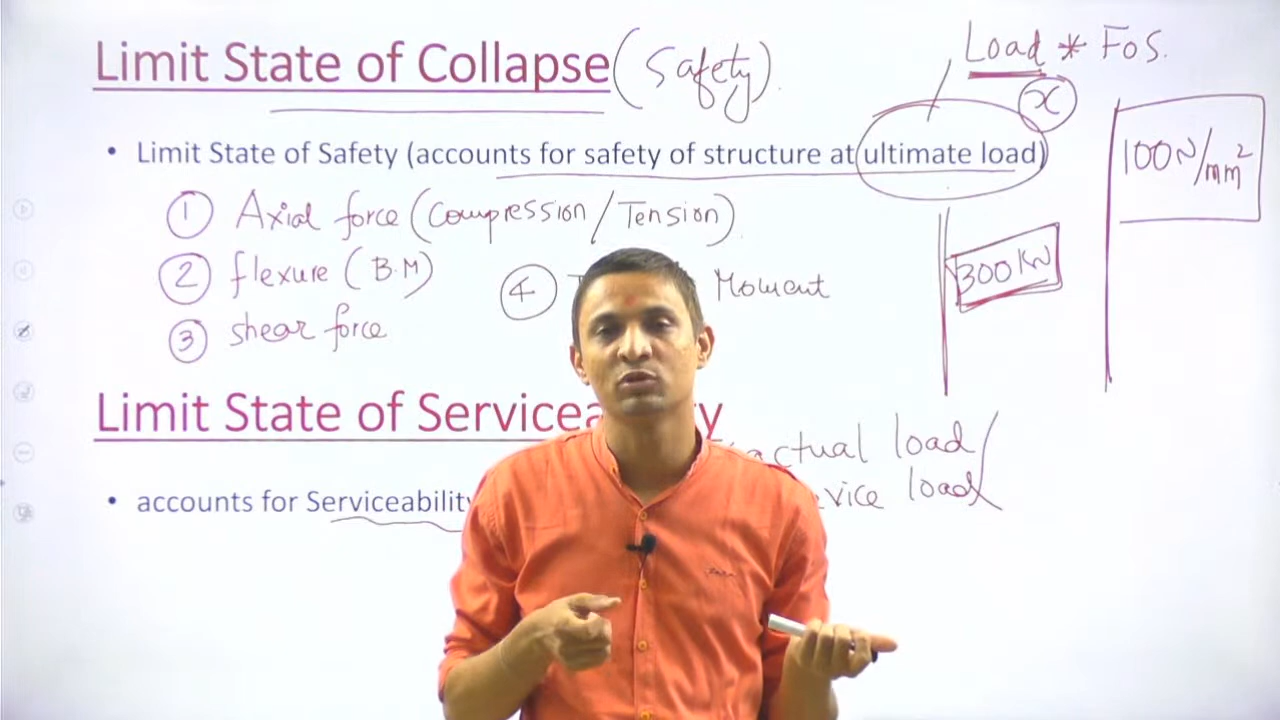 Limit State of Collapse (Safety)
Load * FoS.
x
• Limit State of Safety (accounts for safety of structure at ultimate load)
100 N/mm²
① Axial force (Compression / Tension)
② flexure (B.M)
④ Moment
300 KN
③ shear force
Limit State of
actual load /
load
• accounts for Serviceability